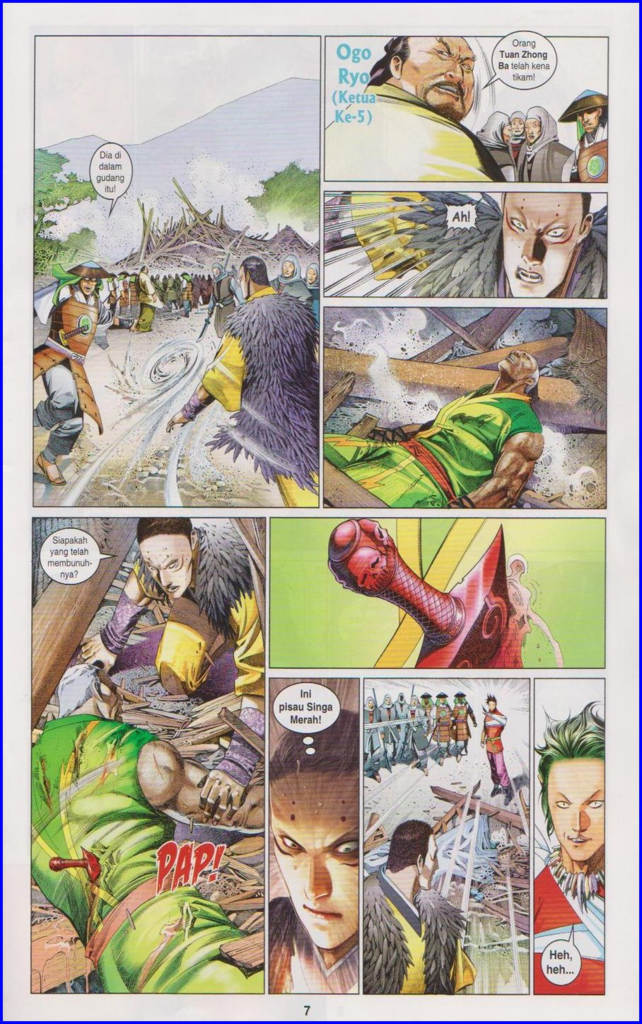 Dia di
dalam
gudang
itu!
Ogo
Ryo
(Ketua
Ke-5)
Orang
Tuan Zhong
Ba telah kena
tikam!
Ah!
Siapakah
yang telah
membunuh-
nya?
PAP!
Ini
pisau Singa
Merah!
Heh,
heh...
7